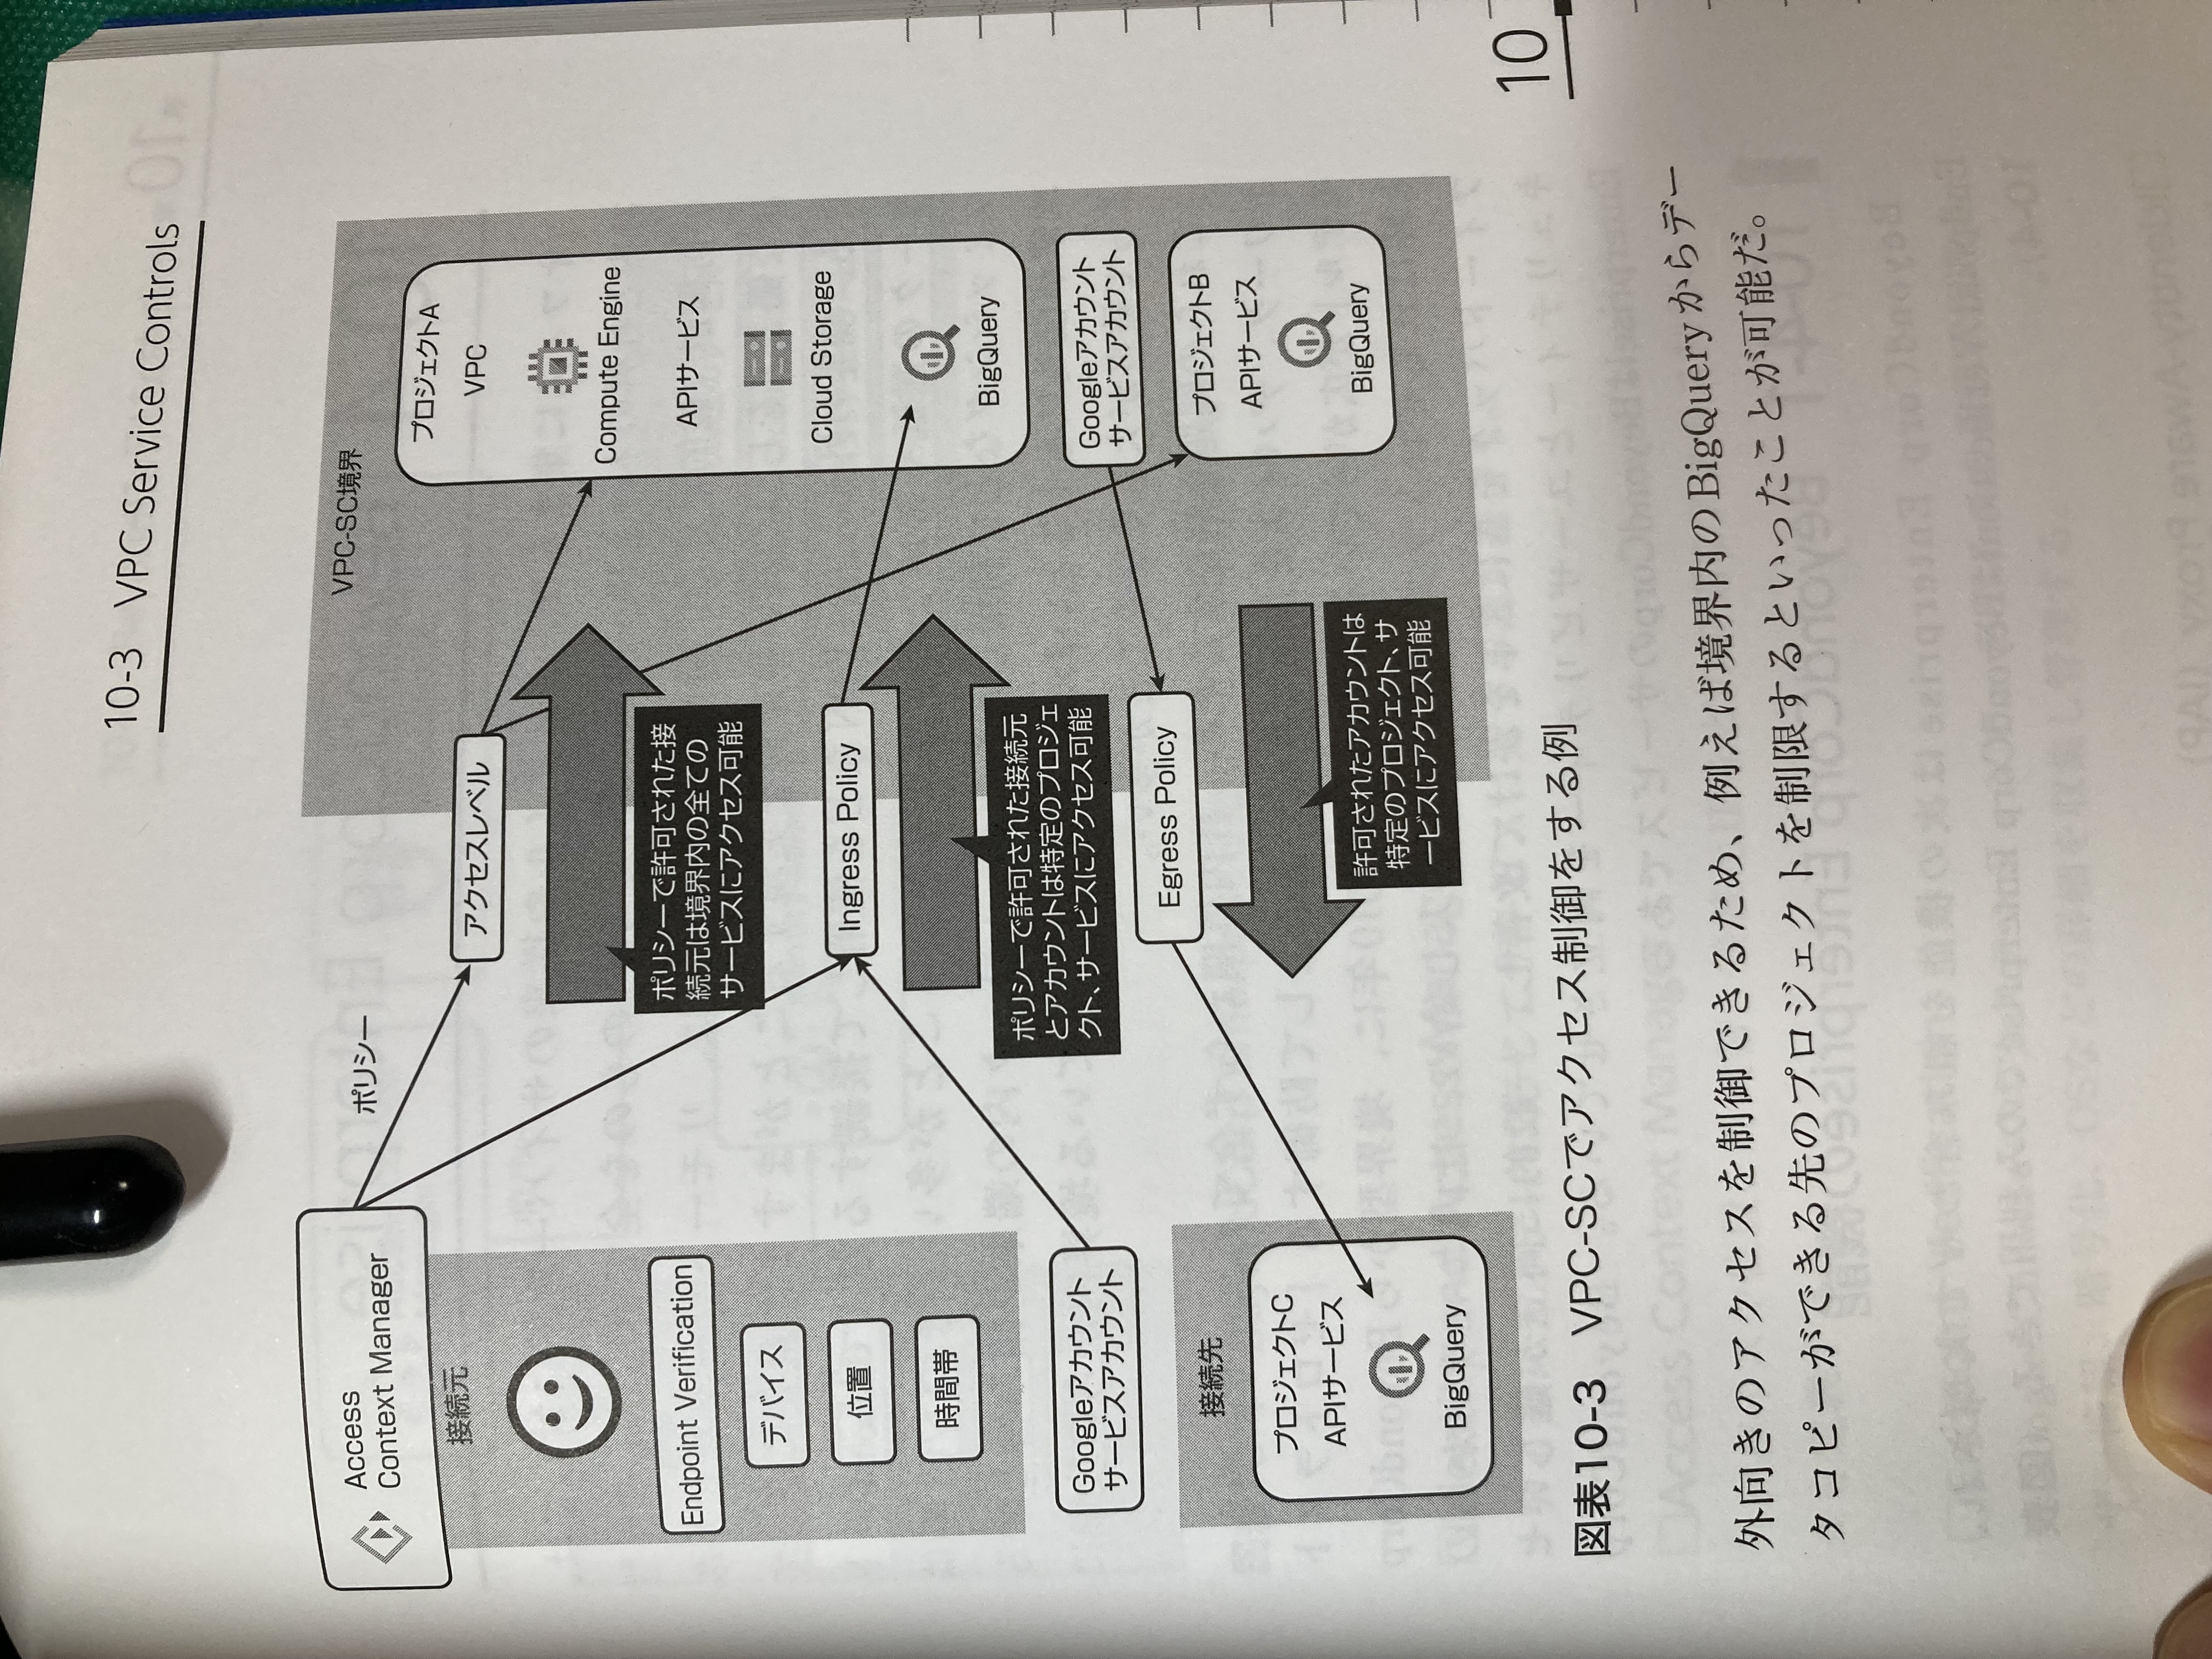 10-3 VPC Service Controls
Access
Context Manager
ポリシー
VPC-SC境界
接続元
Endpoint Verification
デバイス
位置
時間帯
Googleアカウント
サービスアカウント
接続先
プロジェクトC
APIサービス
BigQuery
アクセスレベル
ポリシーで許可された接
続元は境界内の全ての
サービスにアクセス可能
Ingress Policy
ポリシーで許可された接続元
とアカウントは特定のプロジェ
クト、サービスにアクセス可能
Egress Policy
許可されたアカウントは
特定のプロジェクト、サ
ービスにアクセス可能
プロジェクトA
VPC
Compute Engine
APIサービス
Cloud Storage
BigQuery
Googleアカウント
サービスアカウント
プロジェクトB
APIサービス
BigQuery
10
図表10-3 VPC-SCでアクセス制御をする例
外向きのアクセスを制御できるため、例えば境界内のBigQueryからデー
タコピーができる先のプロジェクトを制限するといったことが可能だ。